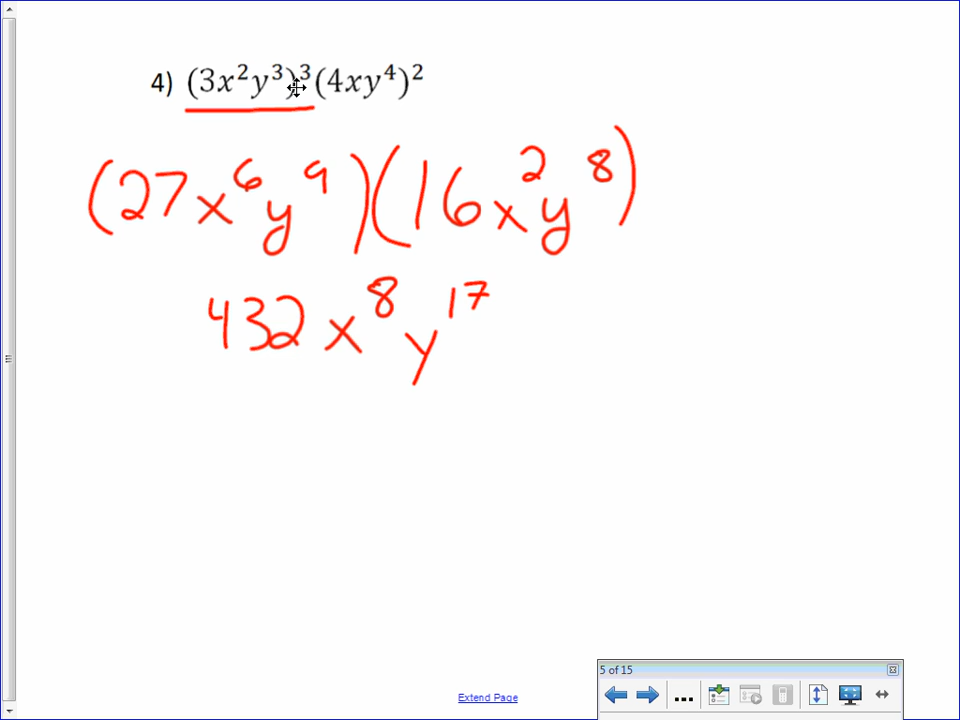 4) (3x²y³)³(4xy⁴)²
(27x⁶y⁹)(16x²y⁸)
432x⁸y¹⁷
5 of 15
Extend Page